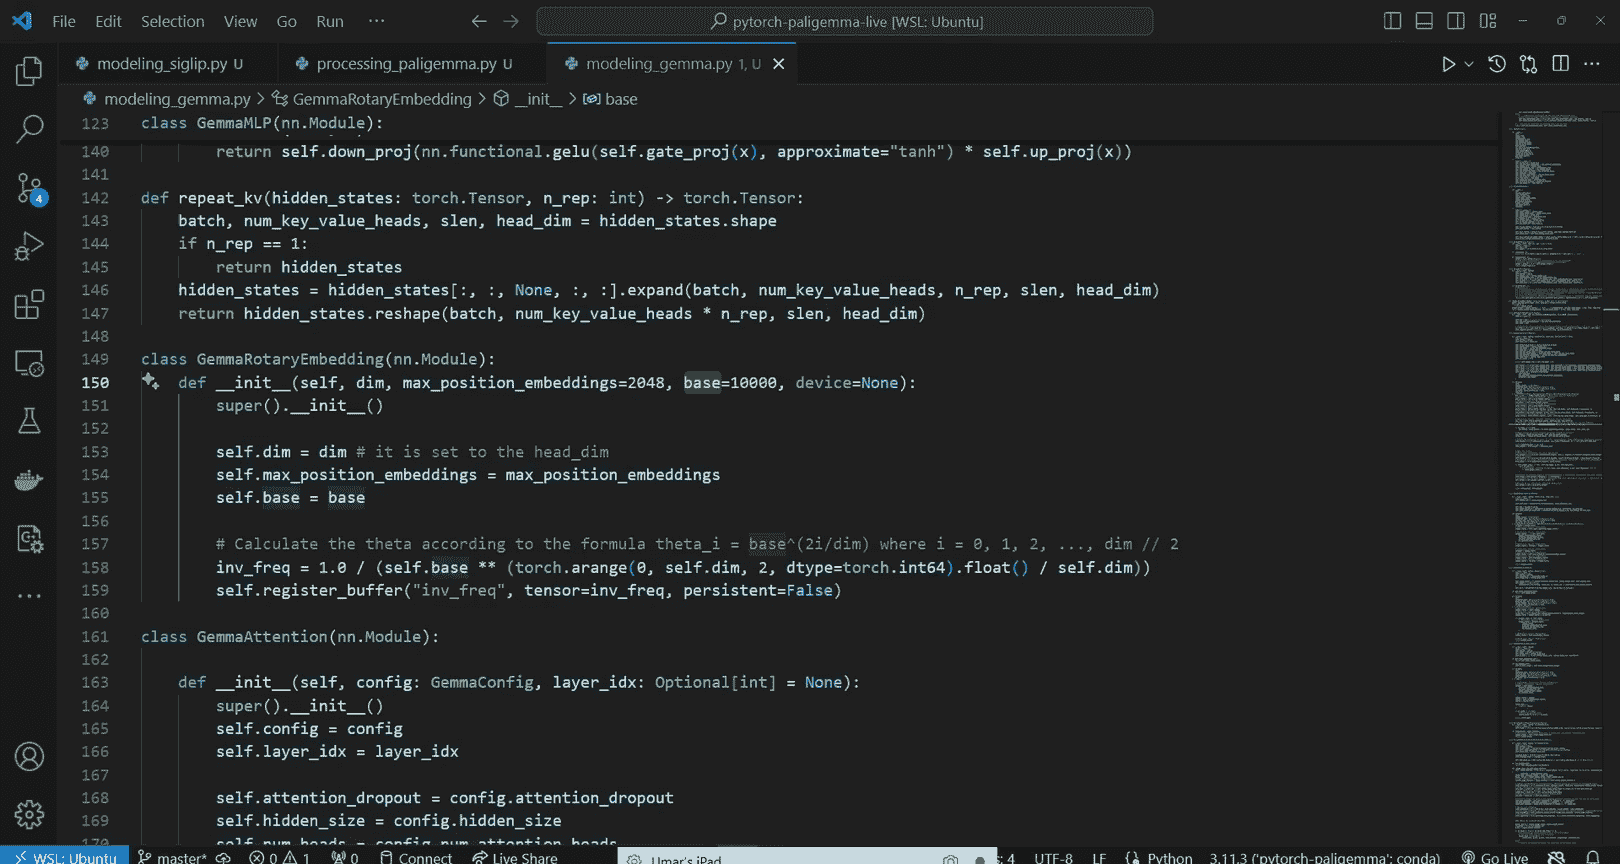 File Edit Selection View Go Run ··· ← → pytorch-paligemma-live [WSL: Ubuntu]
modeling_siglip.py U processing_paligemma.py U modeling_gemma.py 1, U
modeling_gemma.py > GemmaRotaryEmbedding > __init__ > base
123 class GemmaMLP(nn.Module):
140 return self.down_proj(nn.functional.gelu(self.gate_proj(x), approximate="tanh") * self.up_proj(x))
141
142 def repeat_kv(hidden_states: torch.Tensor, n_rep: int) -> torch.Tensor:
143 batch, num_key_value_heads, slen, head_dim = hidden_states.shape
144 if n_rep == 1:
145 return hidden_states
146 hidden_states = hidden_states[:, :, None, :, :].expand(batch, num_key_value_heads, n_rep, slen, head_dim)
147 return hidden_states.reshape(batch, num_key_value_heads * n_rep, slen, head_dim)
148
149 class GemmaRotaryEmbedding(nn.Module):
150 def __init__(self, dim, max_position_embeddings=2048, base=10000, device=None):
151 super().__init__()
152
153 self.dim = dim # it is set to the head_dim
154 self.max_position_embeddings = max_position_embeddings
155 self.base = base
156
157 # Calculate the theta according to the formula theta_i = base^(2i/dim) where i = 0, 1, 2, ..., dim // 2
158 inv_freq = 1.0 / (self.base ** (torch.arange(0, self.dim, 2, dtype=torch.int64).float() / self.dim))
159 self.register_buffer("inv_freq", tensor=inv_freq, persistent=False)
160
161 class GemmaAttention(nn.Module):
162
163 def __init__(self, config: GemmaConfig, layer_idx: Optional[int] = None):
164 super().__init__()
165 self.config = config
166 self.layer_idx = layer_idx
167
168 self.attention_dropout = config.attention_dropout
169 self.hidden_size = config.hidden_size
170 self.num_heads = config.num_attention_heads
4
WSL: Ubuntu master* 0 1 0 Connect Live Share Umar's iPad s: 4 UTF-8 LF Python 3.11.3 ('pytorch-paligemma': conda) Go Live